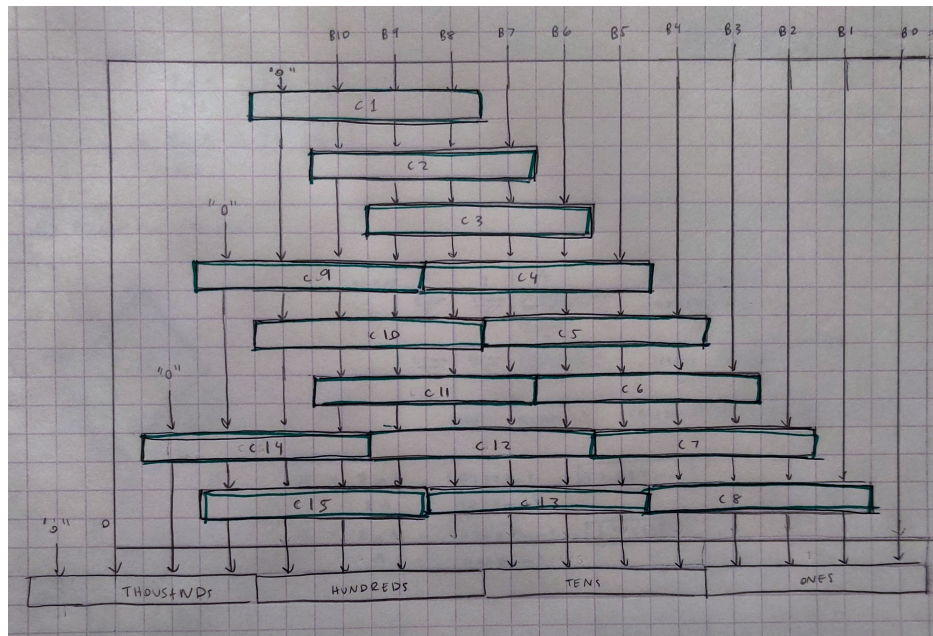 B10 B9 B8 B7 B6 B5 B4 B3 B2 B1 B0
"0"
C1
C2
"0"
C3
C9 C4
C10 C5
"0"
C11 C6
C14 C12 C7
C15 C13 C8
"0" 0
THOUSANDS HUNDREDS TENS ONES